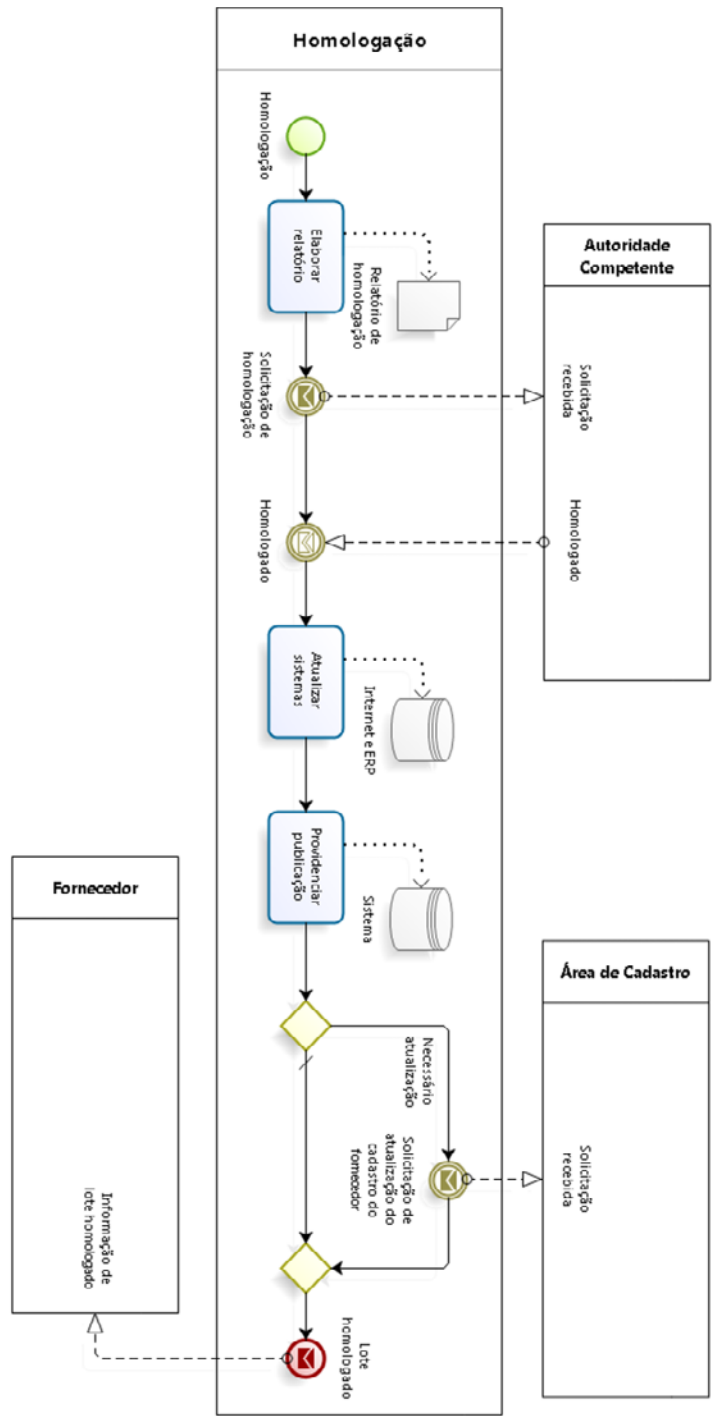 Homologação
Homologação
Elaborar
relatório
Relatório de
homologação
Solicitação de
homologação
Homologado
Atualizar
sistemas
Internet e ERP
Providenciar
publicação
Sistema
Necessário
atualização
Solicitação de
atualização do
cadastro do
fornecedor
Lote
homologado
Autoridade
Competente
Solicitação
recebida
Homologado
Área de Cadastro
Solicitação
recebida
Fornecedor
Informação de
lote homologado